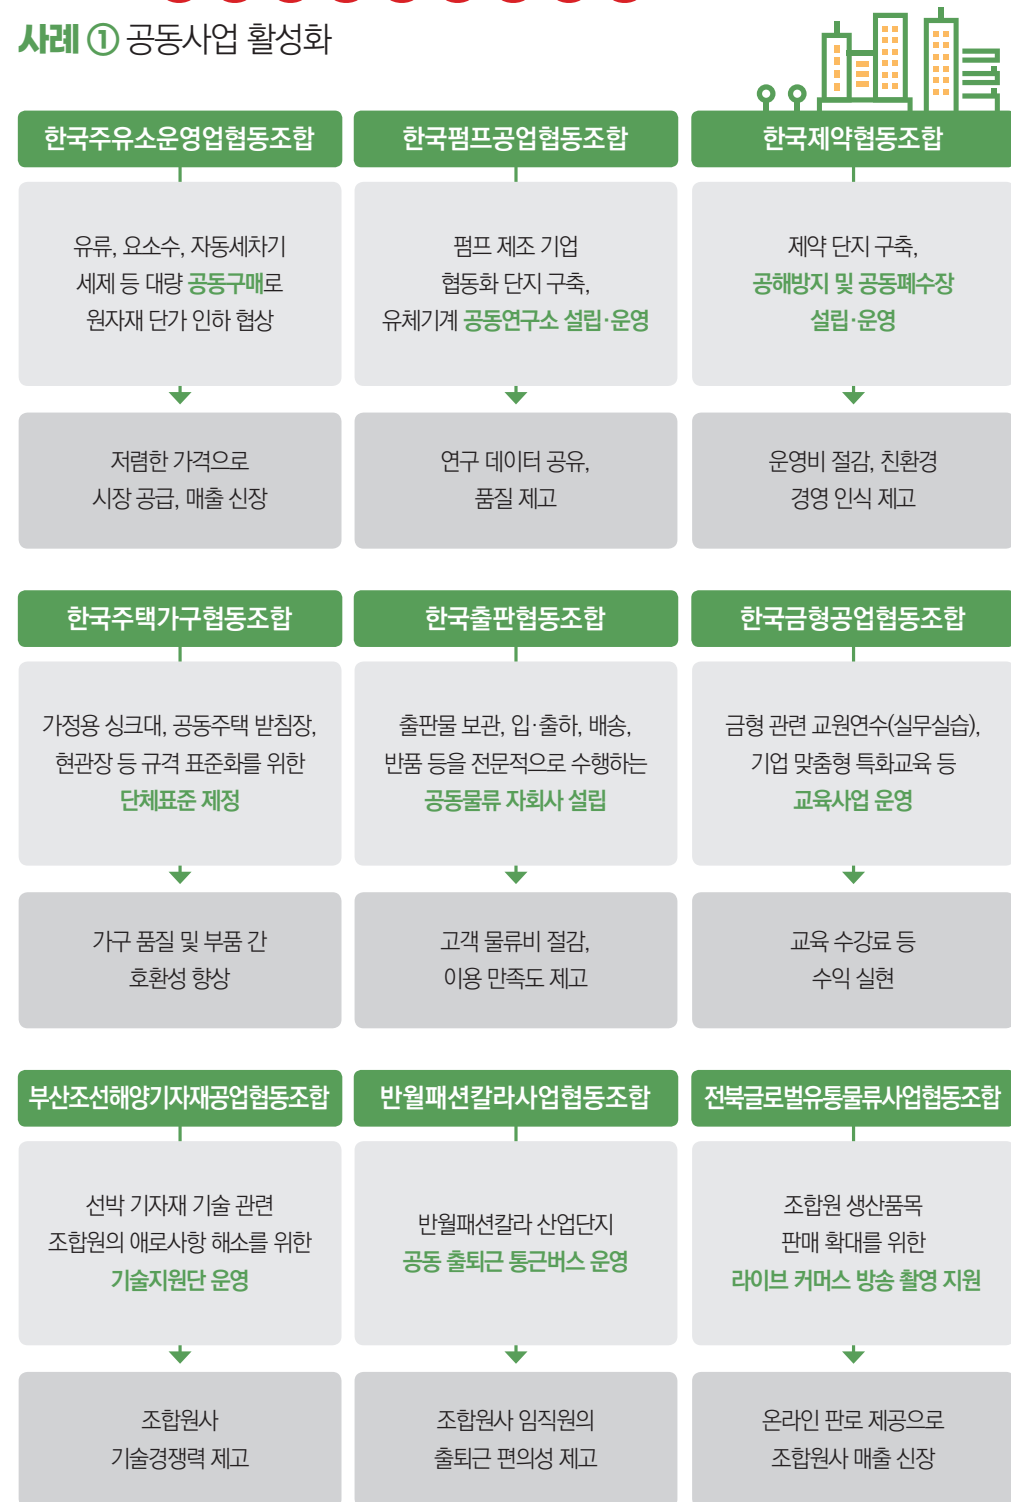 사례 ① 공동사업 활성화
한국주유소운영업협동조합
유류, 요소수, 자동세차기
세제 등 대량 공동구매로
원자재 단가 인하 협상
저렴한 가격으로
시장 공급, 매출 신장
한국펌프공업협동조합
펌프 제조 기업
협동화 단지 구축,
유체기계 공동연구소 설립·운영
연구 데이터 공유,
품질 제고
한국제약협동조합
제약 단지 구축,
공해방지 및 공동폐수장
설립·운영
운영비 절감, 친환경
경영 인식 제고
한국주택가구협동조합
가정용 싱크대, 공동주택 받침장,
현관장 등 규격 표준화를 위한
단체표준 제정
가구 품질 및 부품 간
호환성 향상
한국출판협동조합
출판물 보관, 입·출하, 배송,
반품 등을 전문적으로 수행하는
공동물류 자회사 설립
고객 물류비 절감,
이용 만족도 제고
한국금형공업협동조합
금형 관련 교원연수(실무실습),
기업 맞춤형 특화교육 등
교육사업 운영
교육 수강료 등
수익 실현
부산조선해양기자재공업협동조합
선박 기자재 기술 관련
조합원의 애로사항 해소를 위한
기술지원단 운영
조합원사
기술경쟁력 제고
반월패션칼라사업협동조합
반월패션칼라 산업단지
공동 출퇴근 통근버스 운영
조합원사 임직원의
출퇴근 편의성 제고
전북글로벌유통물류사업협동조합
조합원 생산품목
판매 확대를 위한
라이브 커머스 방송 촬영 지원
온라인 판로 제공으로
조합원사 매출 신장